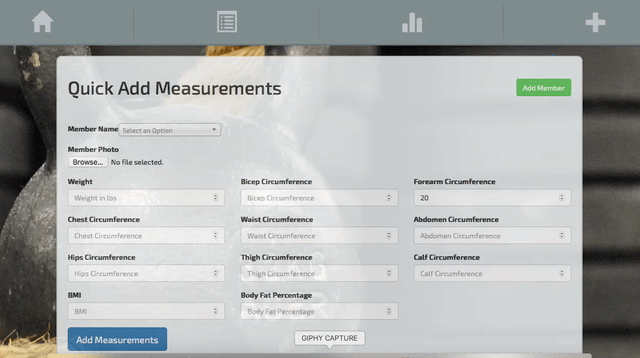 Quick Add Measurements
Add Member
Member Name Select an Option
Member Photo
Browse... No file selected.
Weight Bicep Circumference Forearm Circumference
Weight in lbs Bicep Circumference 20
Chest Circumference Waist Circumference Abdomen Circumference
Chest Circumference Waist Circumference Abdomen Circumference
Hips Circumference Thigh Circumference Calf Circumference
Hips Circumference Thigh Circumference Calf Circumference
BMI Body Fat Percentage
BMI Body Fat Percentage
Add Measurements
GIPHY CAPTURE